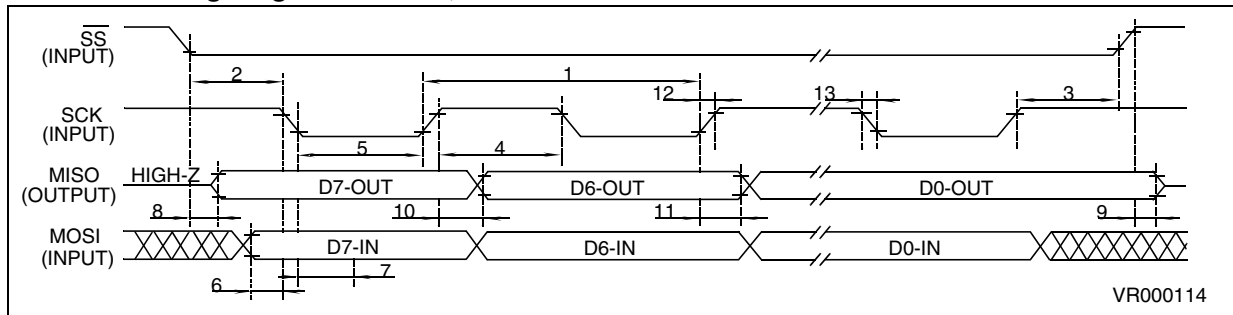 SS
(INPUT)
2
1
12
13
3
SCK
(INPUT)
5
4
MISO
(OUTPUT)
HIGH-Z
D7-OUT
D6-OUT
D0-OUT
8
10
11
9
MOSI
(INPUT)
D7-IN
D6-IN
D0-IN
7
6
VR000114